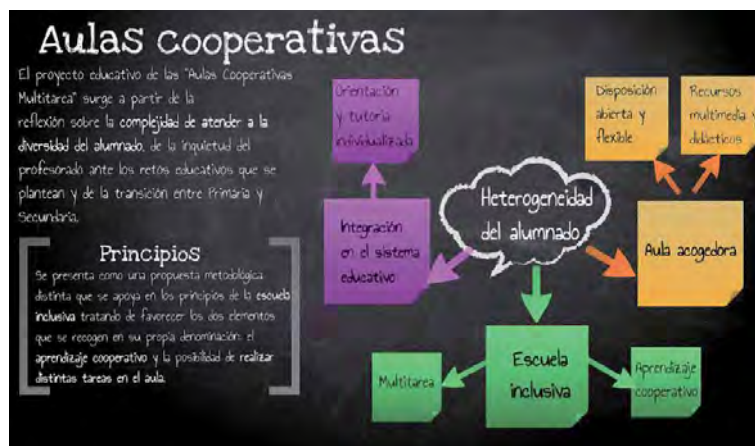 Aulas cooperativas
El proyecto educativo de las "Aulas Cooperativas
Multitarea" surge a partir de la
reflexión sobre la complejidad de atender a la
diversidad del alumnado, de la inquietud del
profesorado ante los retos educativos que se
plantean y de la transición entre Primaria y
Secundaria.
Principios
Se presenta como una propuesta metodológica
distinta que se apoya en los principios de la escuela
inclusiva tratando de favorecer los dos elementos
que se recogen en su propia denominación: el
aprendizaje cooperativo y la posibilidad de realizar
distintas tareas en el aula.
Orientación
y tutoría
individualizada
Integración
en el sistema
educativo
Heterogeneidad
del alumnado
Disposición
abierta y
flexible
Recursos
multimedia y
didácticos
Aula acogedora
Multitarea
Escuela
inclusiva
Aprendizaje
cooperativo